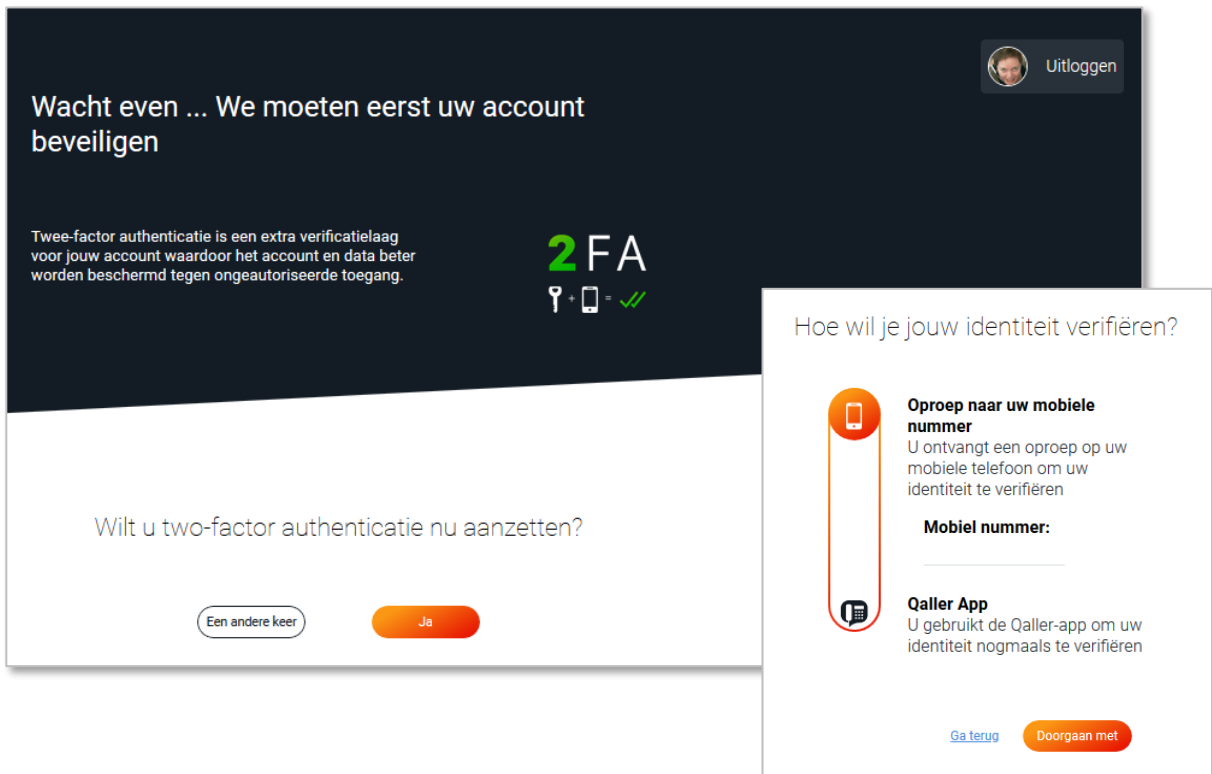 Uitloggen
Wacht even ... We moeten eerst uw account
beveiligen
Twee-factor authenticatie is een extra verificatielaag
voor jouw account waardoor het account en data beter
worden beschermd tegen ongeautoriseerde toegang.
2FA
+ =
Wilt u two-factor authenticatie nu aanzetten?
Een andere keer
Ja
Hoe wil je jouw identiteit verifiëren?
Oproep naar uw mobiele
nummer
U ontvangt een oproep op uw
mobiele telefoon om uw
identiteit te verifiëren
Mobiel nummer:
Qaller App
U gebruikt de Qaller-app om uw
identiteit nogmaals te verifiëren
Ga terug
Doorgaan met